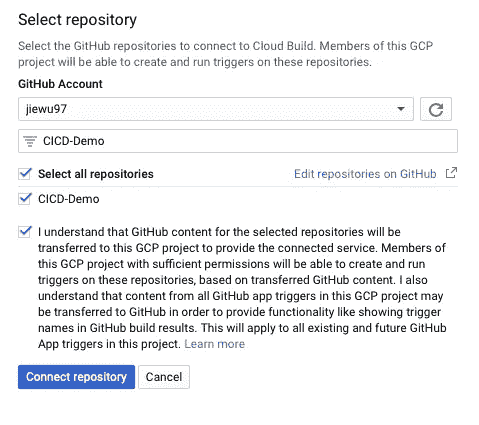 Select repository
Select the GitHub repositories to connect to Cloud Build. Members of this GCP
project will be able to create and run triggers on these repositories.
GitHub Account
jiewu97
CICD-Demo
Select all repositories Edit repositories on GitHub
CICD-Demo
I understand that GitHub content for the selected repositories will be
transferred to this GCP project to provide the connected service. Members of
this GCP project with sufficient permissions will be able to create and run
triggers on these repositories, based on transferred GitHub content. I also
understand that content from all GitHub app triggers in this GCP project may
be transferred to GitHub in order to provide functionality like showing trigger
names in GitHub build results. This will apply to all existing and future GitHub
App triggers in this project. Learn more
Connect repository Cancel